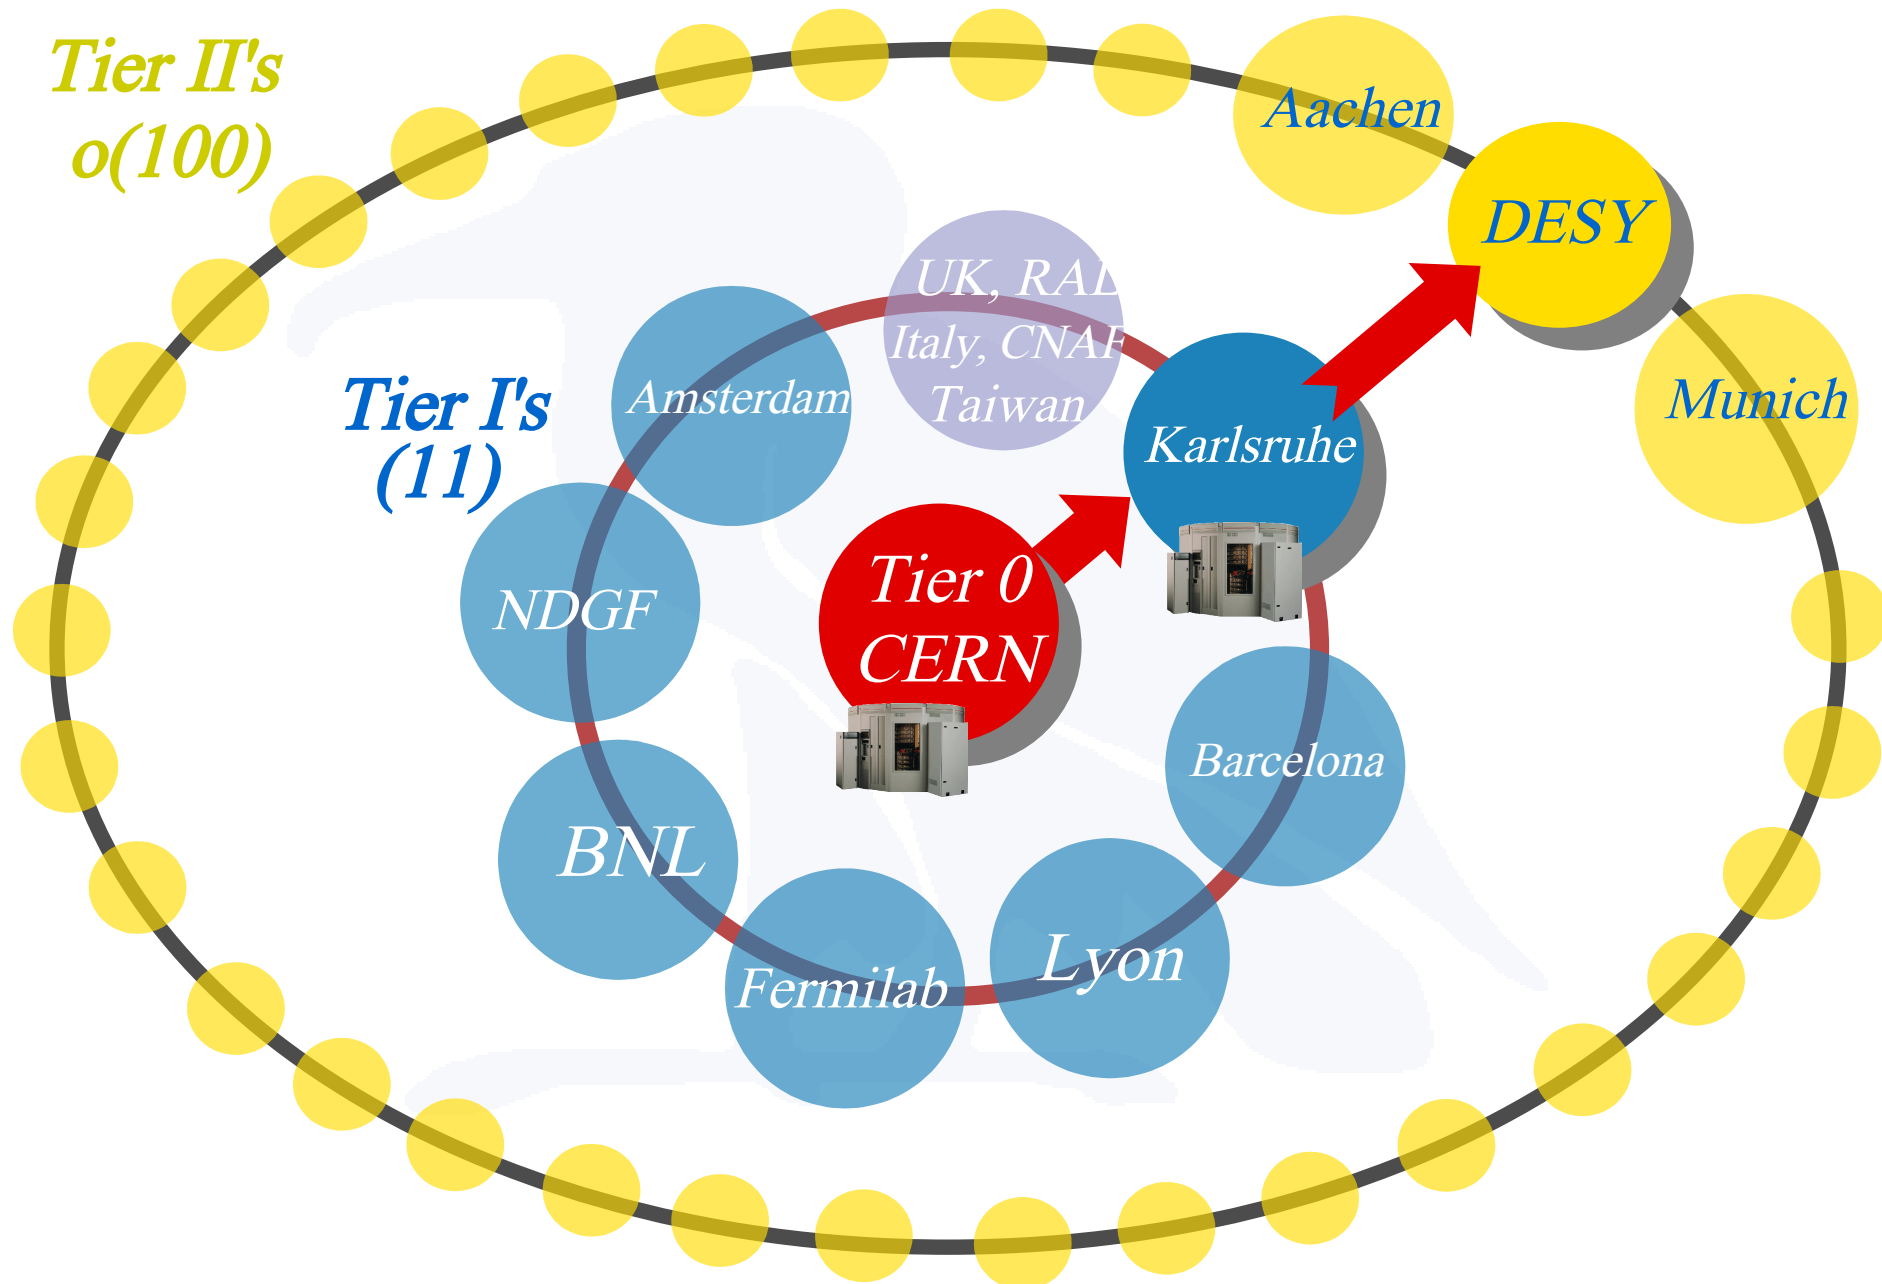 Tier II's
o(100)
Aachen
DESY
Munich
UK, RAL
Italy, CNAF
Taiwan
Tier I's
(11)
Amsterdam
Karlsruhe
NDGF
Tier 0
CERN
Barcelona
BNL
Lyon
Fermilab